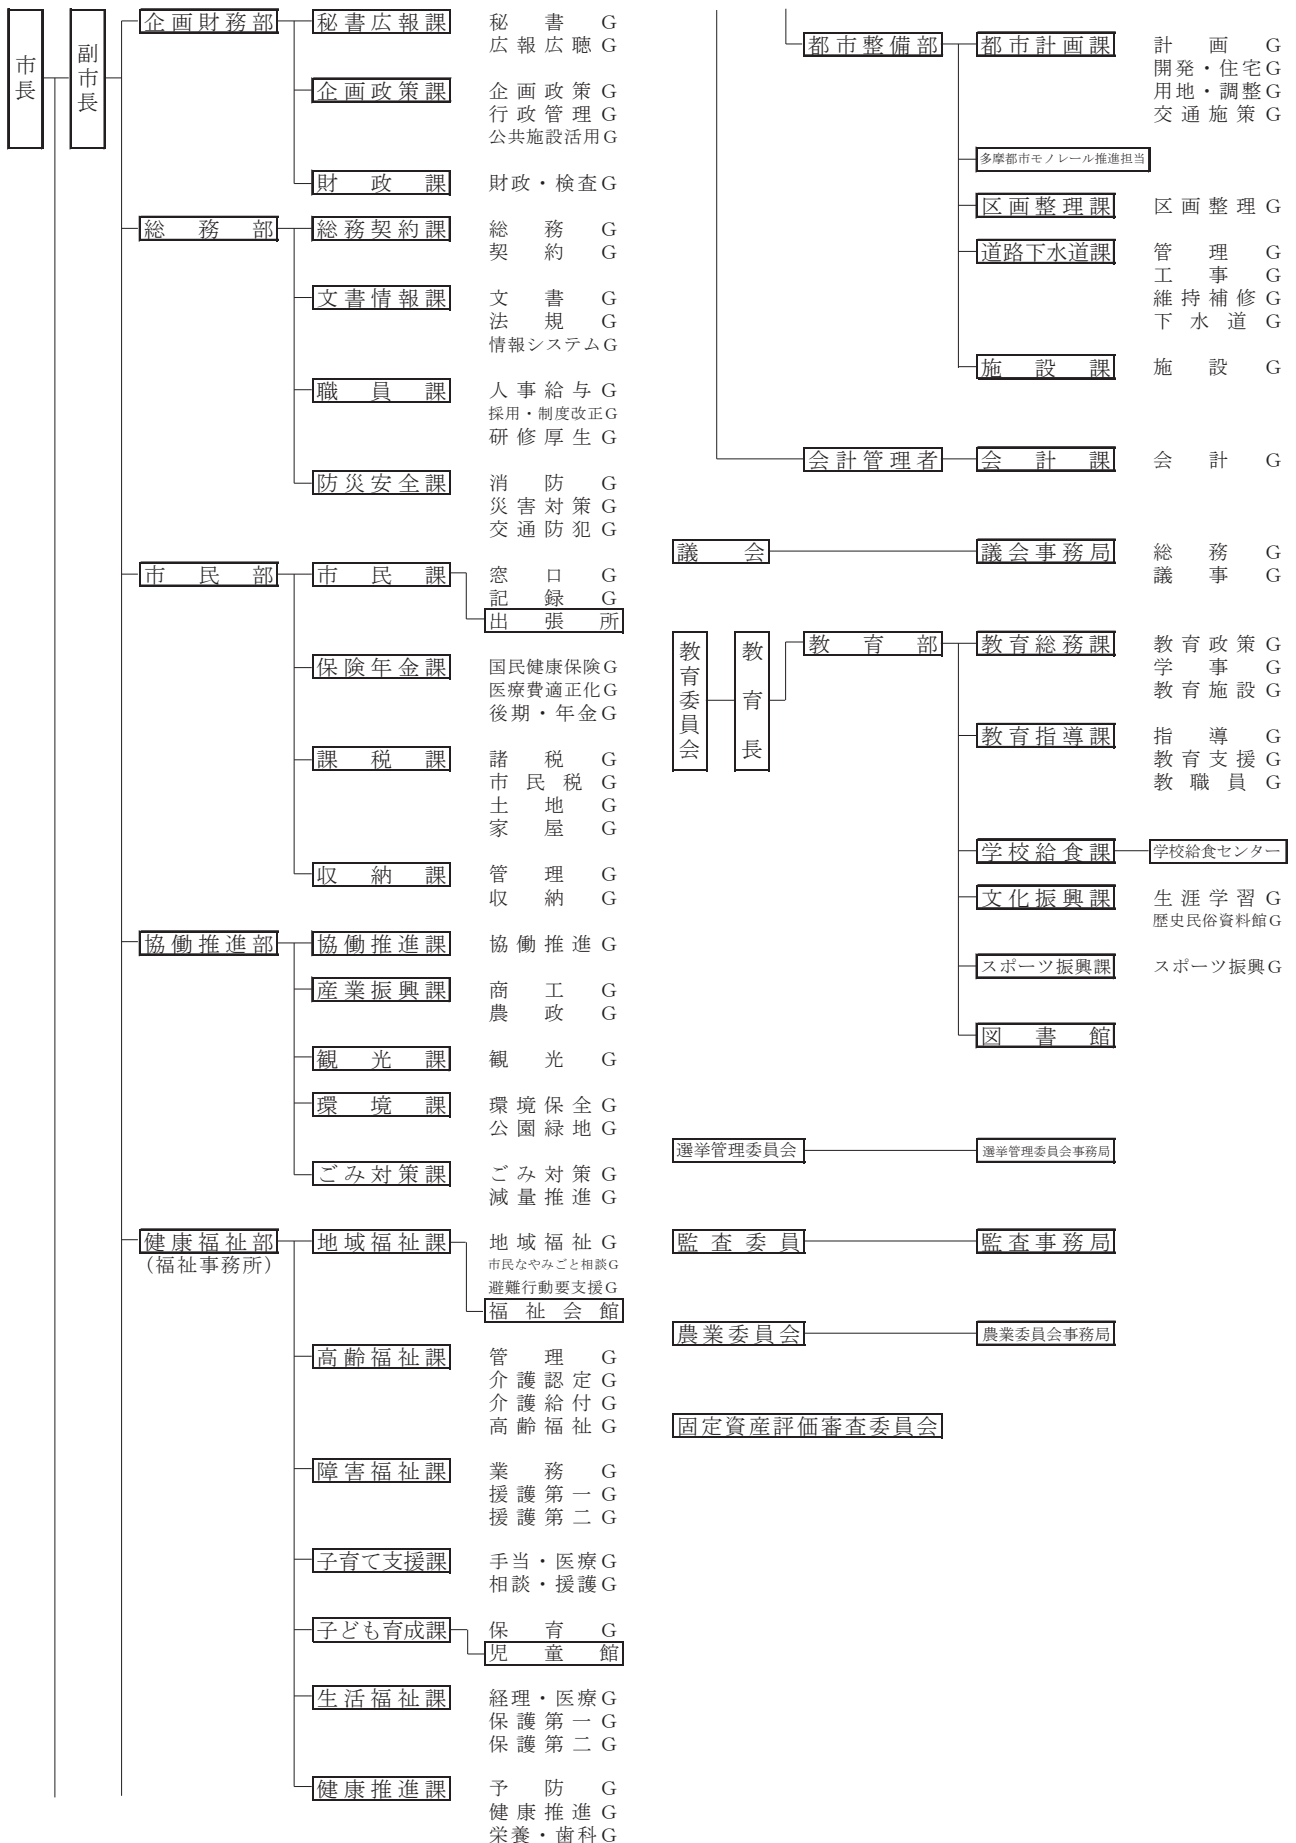 市長
副市長
企画財務部
秘書広報課
秘書G
広報広聴G
企画政策課
企画政策G
行政管理G
公共施設活用G
財政課
財政・検査G
総務部
総務契約課
総務G
契約G
文書情報課
文書G
法規G
情報システムG
職員課
人事給与G
採用・制度改正G
研修厚生G
防災安全課
消防G
災害対策G
交通防犯G
市民部
市民課
窓口G
記録G
出張所
保険年金課
国民健康保険G
医療費適正化G
後期・年金G
課税課
諸税G
市民税G
土地G
家屋G
収納課
管理G
収納G
協働推進部
協働推進課
協働推進G
産業振興課
商工G
農政G
観光課
観光G
環境課
環境保全G
公園緑地G
ごみ対策課
ごみ対策G
減量推進G
健康福祉部
(福祉事務所)
地域福祉課
地域福祉G
市民なやみごと相談G
避難行動要支援G
福祉会館
高齢福祉課
管理G
介護認定G
介護給付G
高齢福祉G
障害福祉課
業務G
援護第一G
援護第二G
子育て支援課
手当・医療G
相談・援護G
子ども育成課
保育G
児童館
生活福祉課
経理・医療G
保護第一G
保護第二G
健康推進課
予防G
健康推進G
栄養・歯科G
都市整備部
都市計画課
計画G
開発・住宅G
用地・調整G
交通施策G
多摩都市モノレール推進担当
区画整理課
区画整理G
道路下水道課
管理G
工事G
維持補修G
下水道G
施設課
施設G
会計管理者
会計課
会計G
議会
議会事務局
総務G
議事G
教育委員会
教育長
教育部
教育総務課
教育政策G
学事G
教育施設G
教育指導課
指導G
教育支援G
教職員G
学校給食課
学校給食センター
文化振興課
生涯学習G
歴史民俗資料館G
スポーツ振興課
スポーツ振興G
図書館
選挙管理委員会
選挙管理委員会事務局
監査委員
監査事務局
農業委員会
農業委員会事務局
固定資産評価審査委員会